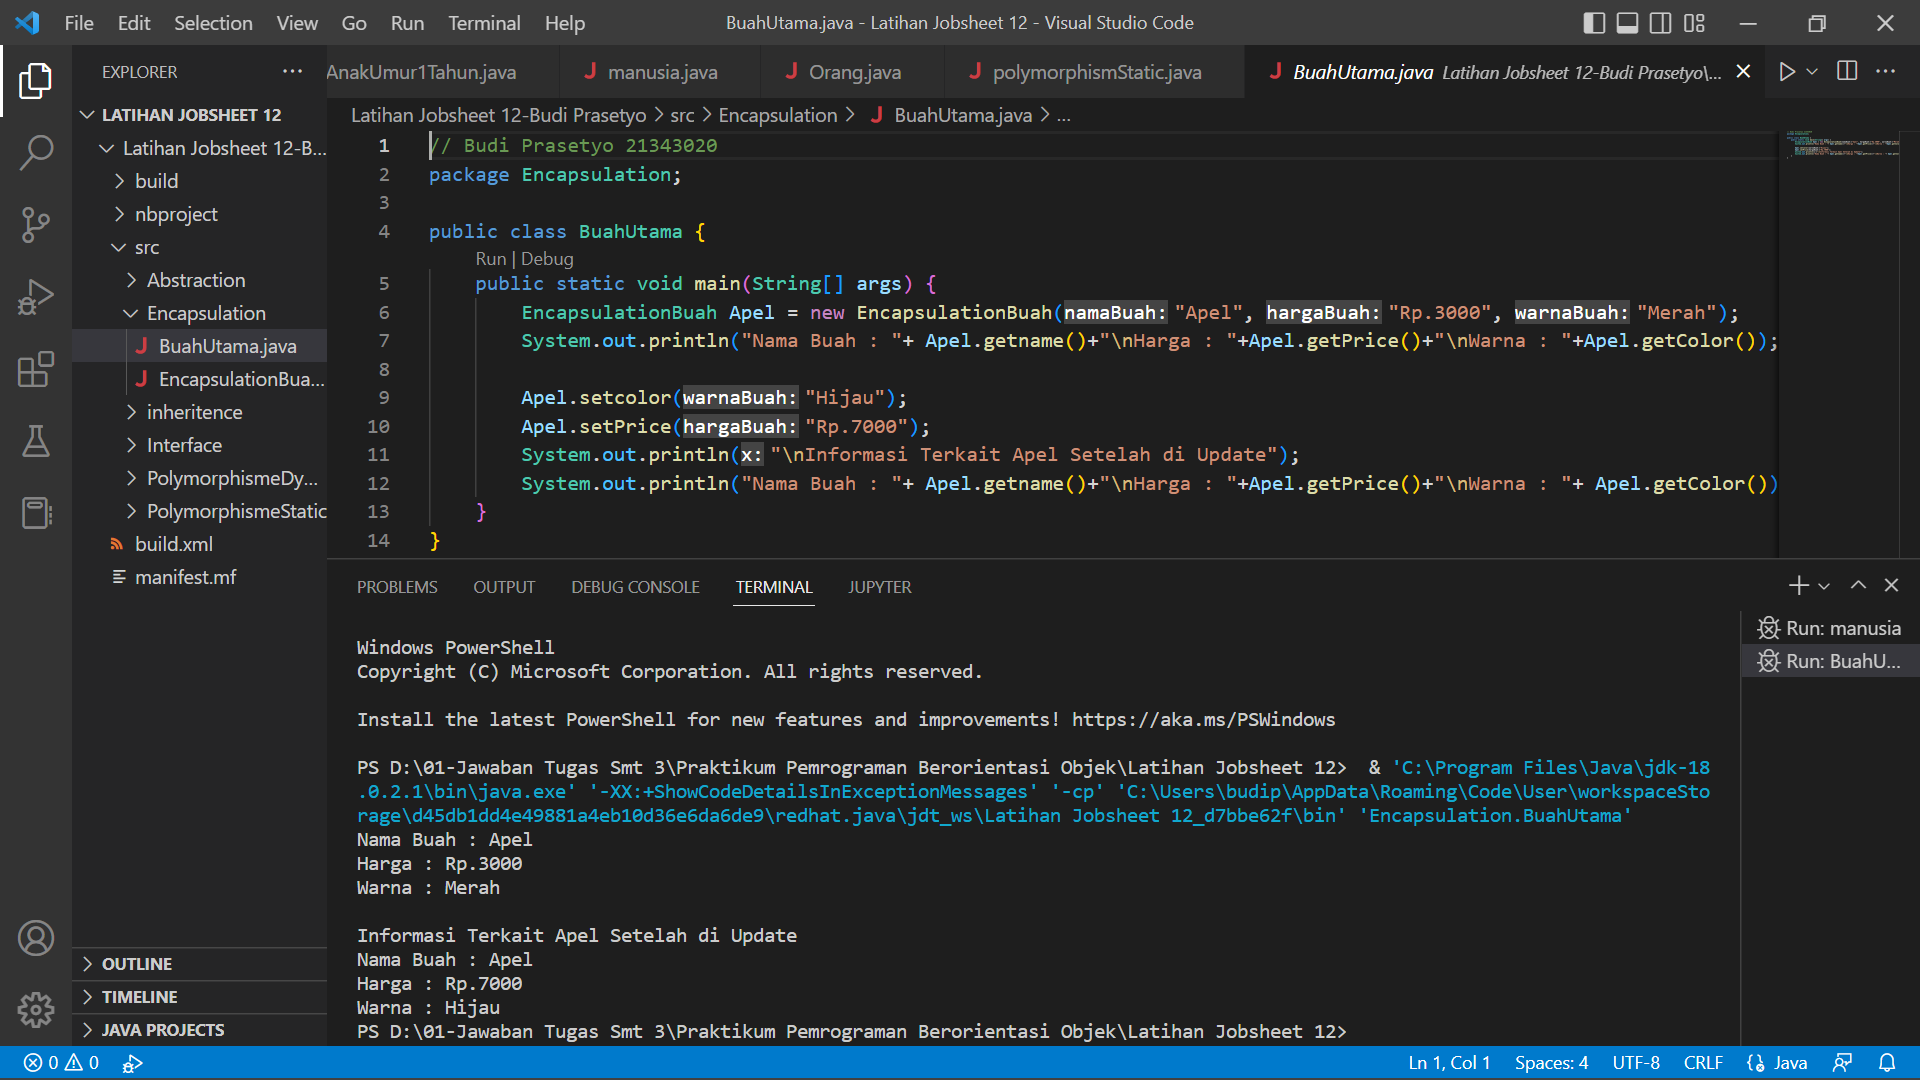 File Edit Selection View Go Run Terminal Help
BuahUtama.java - Latihan Jobsheet 12 - Visual Studio Code
EXPLORER
LATIHAN JOBSHEET 12
Latihan Jobsheet 12-B...
build
nbproject
src
Abstraction
Encapsulation
BuahUtama.java
EncapsulationBua...
inheritence
Interface
PolymorphismeDy...
PolymorphismeStatic
build.xml
manifest.mf
OUTLINE
TIMELINE
JAVA PROJECTS
AnakUmur1Tahun.java
manusia.java
Orang.java
polymorphismStatic.java
BuahUtama.java Latihan Jobsheet 12-Budi Prasetyo\...
Latihan Jobsheet 12-Budi Prasetyo > src > Encapsulation > BuahUtama.java > ...
1 // Budi Prasetyo 21343020
2 package Encapsulation;
3
4 public class BuahUtama {
Run | Debug
5 public static void main(String[] args) {
6 EncapsulationBuah Apel = new EncapsulationBuah(namaBuah: "Apel", hargaBuah: "Rp.3000", warnaBuah: "Merah");
7 System.out.println("Nama Buah : "+ Apel.getname()+"\nHarga : "+Apel.getPrice()+"\nWarna : "+Apel.getColor());
8
9 Apel.setcolor(warnaBuah: "Hijau");
10 Apel.setPrice(hargaBuah: "Rp.7000");
11 System.out.println(x: "\nInformasi Terkait Apel Setelah di Update");
12 System.out.println("Nama Buah : "+ Apel.getname()+"\nHarga : "+Apel.getPrice()+"\nWarna : "+ Apel.getColor())
13 }
14 }
PROBLEMS OUTPUT DEBUG CONSOLE TERMINAL JUPYTER
Windows PowerShell
Copyright (C) Microsoft Corporation. All rights reserved.
Install the latest PowerShell for new features and improvements! https://aka.ms/PSWindows
PS D:\01-Jawaban Tugas Smt 3\Praktikum Pemrograman Berorientasi Objek\Latihan Jobsheet 12>  & 'C:\Program Files\Java\jdk-18
.0.2.1\bin\java.exe' '-XX:+ShowCodeDetailsInExceptionMessages' '-cp' 'C:\Users\budip\AppData\Roaming\Code\User\workspaceSto
rage\d45db1dd4e49881a4eb10d36e6da6de9\redhat.java\jdt_ws\Latihan Jobsheet 12_d7bbe62f\bin' 'Encapsulation.BuahUtama'
Nama Buah : Apel
Harga : Rp.3000
Warna : Merah
Informasi Terkait Apel Setelah di Update
Nama Buah : Apel
Harga : Rp.7000
Warna : Hijau
PS D:\01-Jawaban Tugas Smt 3\Praktikum Pemrograman Berorientasi Objek\Latihan Jobsheet 12>
Run: manusia
Run: BuahU...
0 0
Ln 1, Col 1 Spaces: 4 UTF-8 CRLF Java